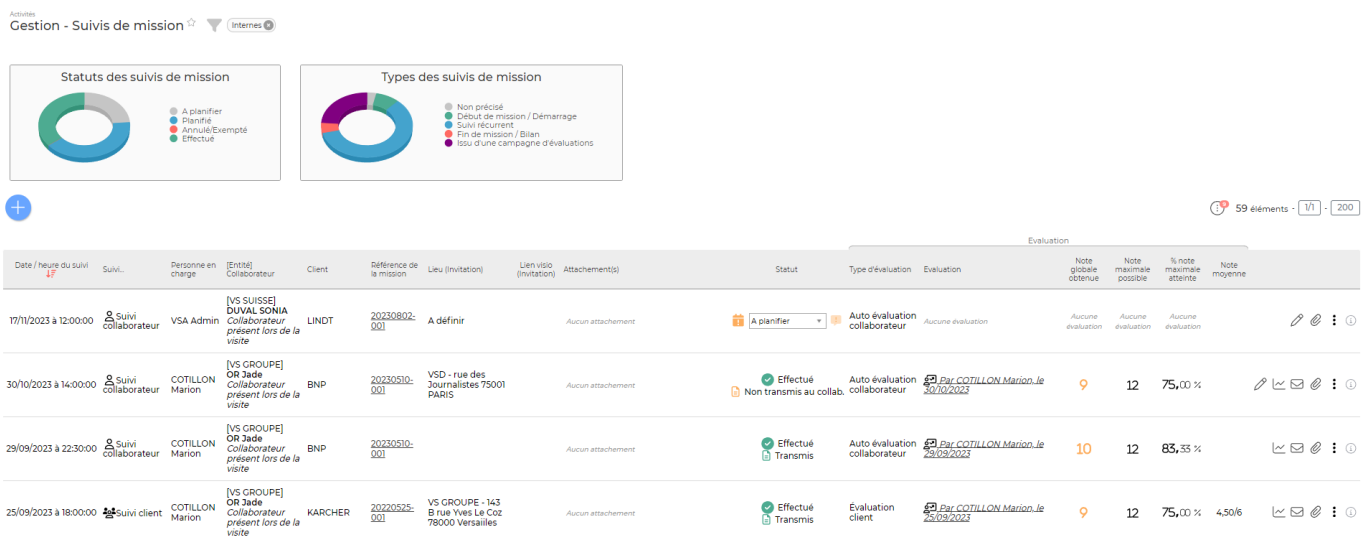 Activités
Gestion - Suivis de mission
Internes
Statuts des suivis de mission
A planifier
Planifié
Annulé/Exempté
Effectué
Types des suivis de mission
Non précisé
Début de mission / Démarrage
Suivi récurrent
Fin de mission / Bilan
Issu d'une campagne d'évaluations
59 éléments - 1/1 - 200
Evaluation
Date / heure du suivi
Suivi...
Personne en
charge
[Entité]
Collaborateur
Client
Référence de
la mission
Lieu (Invitation)
Lien visio
(Invitation)
Attachement(s)
Statut
Type d'évaluation
Evaluation
Note
globale
obtenue
Note
maximale
possible
% note
maximale
atteinte
Note
moyenne
17/11/2023 à 12:00:00
Suivi
collaborateur
VSA Admin
[VS SUISSE]
DUVAL SONIA
Collaborateur
présent lors de la
visite
LINDT
20230802-
001
A définir
Aucun attachement
A planifier
Auto évaluation
collaborateur
Aucune évaluation
Aucune
évaluation
Aucune
évaluation
Aucune
évaluation
30/10/2023 à 14:00:00
Suivi
collaborateur
COTILLON
Marion
[VS GROUPE]
OR Jade
Collaborateur
présent lors de la
visite
BNP
20230510-
001
VSD - rue des
Journalistes 75001
PARIS
Aucun attachement
Effectué
Non transmis au collab.
Auto évaluation
collaborateur
Par COTILLON Marion, le
30/10/2023
9
12
75,00 %
29/09/2023 à 22:30:00
Suivi
collaborateur
COTILLON
Marion
[VS GROUPE]
OR Jade
Collaborateur
présent lors de la
visite
BNP
20230510-
001
Aucun attachement
Effectué
Transmis
Auto évaluation
collaborateur
Par COTILLON Marion, le
29/09/2023
10
12
83,33 %
25/09/2023 à 18:00:00
Suivi client
COTILLON
Marion
[VS GROUPE]
OR Jade
Collaborateur
présent lors de la
visite
KARCHER
20220525-
001
VS GROUPE - 143
B rue Yves Le Coz
78000 Versailles
Aucun attachement
Effectué
Transmis
Évaluation
client
Par COTILLON Marion, le
25/09/2023
9
12
75,00 %
4,50/6